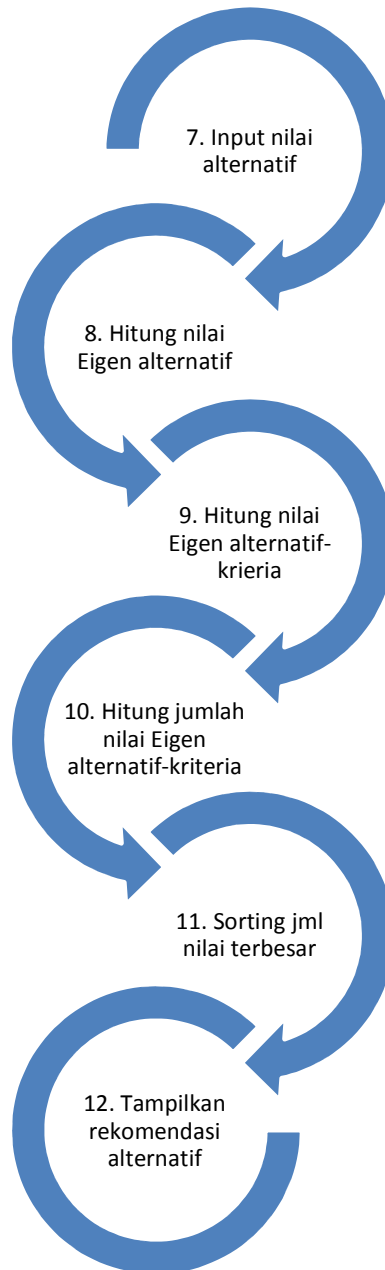 7. Input nilai
alternatif
8. Hitung nilai
Eigen alternatif
9. Hitung nilai
Eigen alternatif-
krieria
10. Hitung jumlah
nilai Eigen
alternatif-kriteria
11. Sorting jml
nilai terbesar
12. Tampilkan
rekomendasi
alternatif